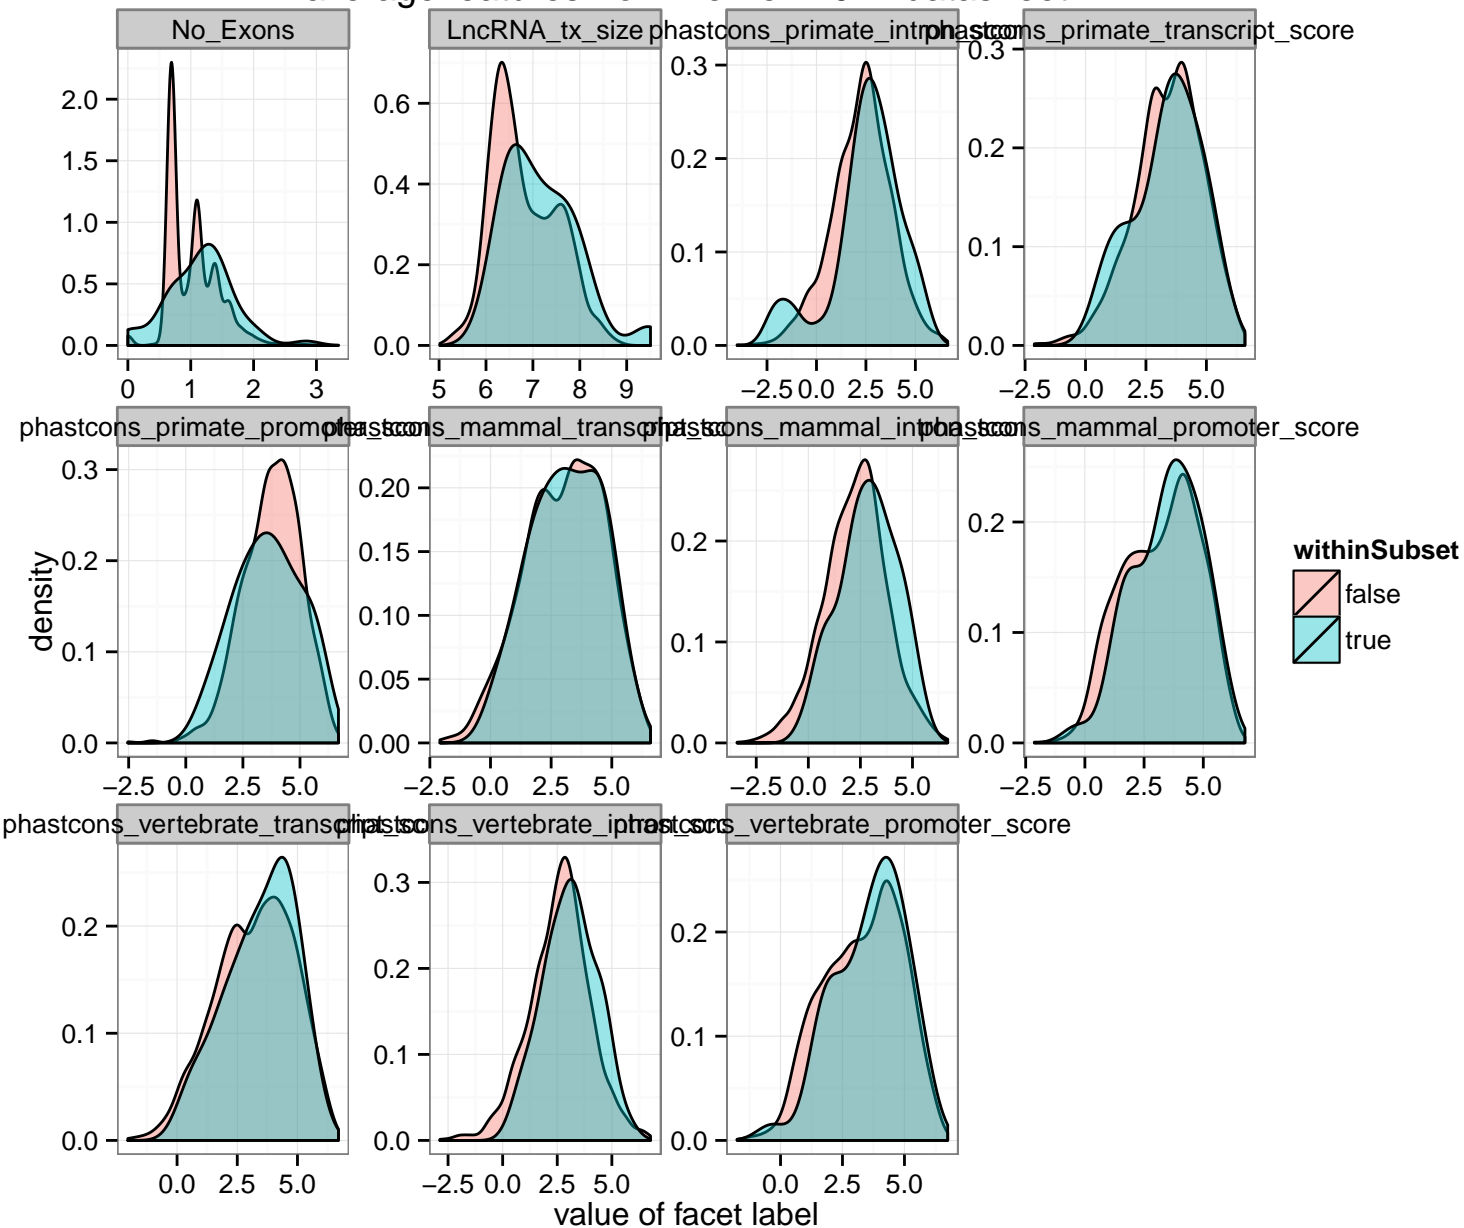 No_Exons
LncRNA_tx_size
phastcons_primate_intron_score
phastcons_primate_transcript_score
2.0
1.5
1.0
0.5
0.0
0 1 2 3
0.6
0.4
0.2
0.0
5 6 7 8 9
0.3
0.2
0.1
0.0
−2.5 0.0 2.5 5.0
0.3
0.2
0.1
0.0
−2.5 0.0 2.5 5.0
phastcons_primate_promoter_score
phastcons_mammal_transcript_score
phastcons_mammal_intron_score
phastcons_mammal_promoter_score
0.3
0.2
0.1
0.0
−2.5 0.0 2.5 5.0
0.20
0.15
0.10
0.05
0.00
−2.5 0.0 2.5 5.0
0.2
0.1
0.0
−2.5 0.0 2.5 5.0
0.2
0.1
0.0
−2.5 0.0 2.5 5.0
phastcons_vertebrate_transcript_score
phastcons_vertebrate_intron_score
phastcons_vertebrate_promoter_score
0.2
0.1
0.0
0.0 2.5 5.0
0.3
0.2
0.1
0.0
−2.5 0.0 2.5 5.0
0.2
0.1
0.0
0.0 2.5 5.0
density
value of facet label
withinSubset
false
true